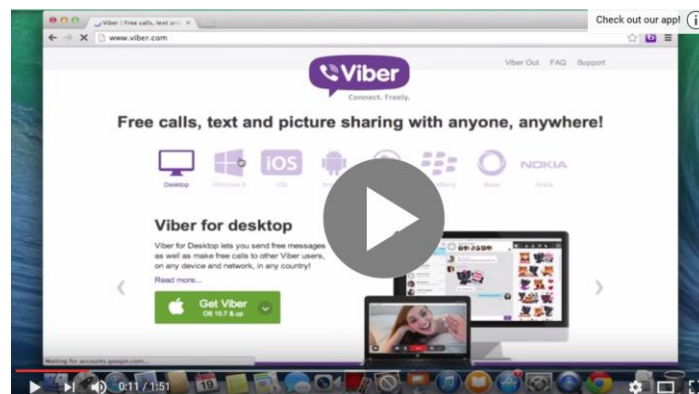 Viber | Free calls, text and
Check out our app!
www.viber.com
Viber Out FAQ Support
Viber
Connect. Freely.
Free calls, text and picture sharing with anyone, anywhere!
iOS
NOKIA
Desktop Windows 8 iOS Bada Nokia
Viber for desktop
Viber for Desktop lets you send free messages
as well as make free calls to other Viber users,
on any device and network, in any country!
Read more...
Get Viber
OS 10.7 & up
Waiting for accounts.google.com...
19
0:11 / 1:51